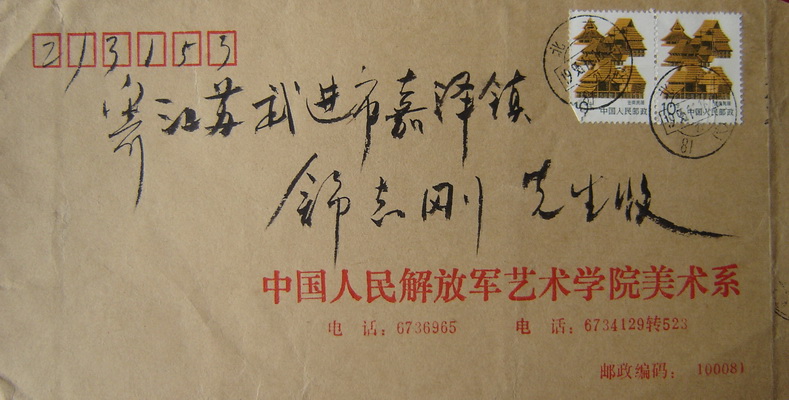 213153
寄江苏武进市嘉泽镇
志刚 先生收
中国人民解放军艺术学院美术系
电 话：6736965 电 话：6734129转523
邮政编码：100081
中国人民邮政
中国人民邮政
北